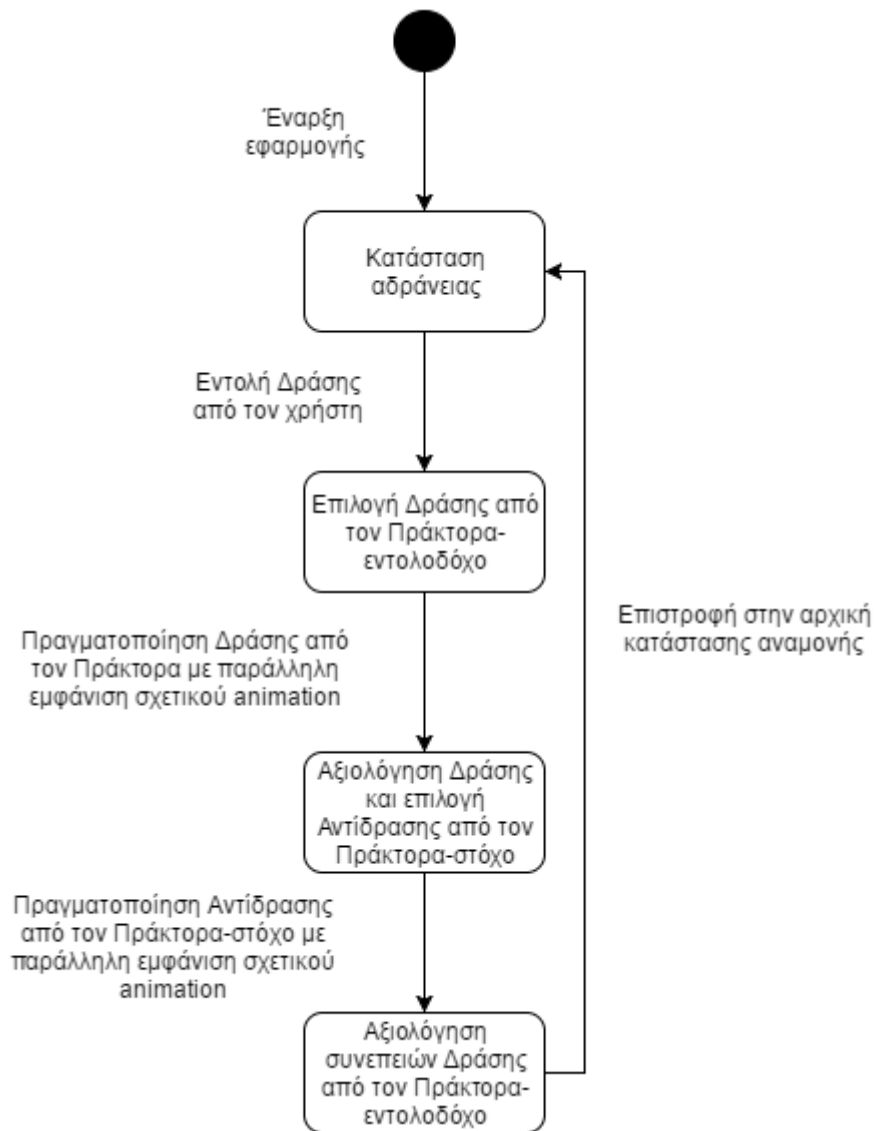 Έναρξη
εφαρμογής
Κατάσταση
αδράνειας
Εντολή Δράσης
από τον χρήστη
Επιλογή Δράσης από
τον Πράκτορα-
εντολοδόχο
Πραγματοποίηση Δράσης από
τον Πράκτορα με παράλληλη
εμφάνιση σχετικού animation
Επιστροφή στην αρχική
κατάστασης αναμονής
Αξιολόγηση Δράσης
και επιλογή
Αντίδρασης από τον
Πράκτορα-στόχο
Πραγματοποίηση Αντίδρασης
από τον Πράκτορα-στόχο με
παράλληλη εμφάνιση σχετικού
animation
Αξιολόγηση
συνεπειών Δράσης
από τον Πράκτορα-
εντολοδόχο